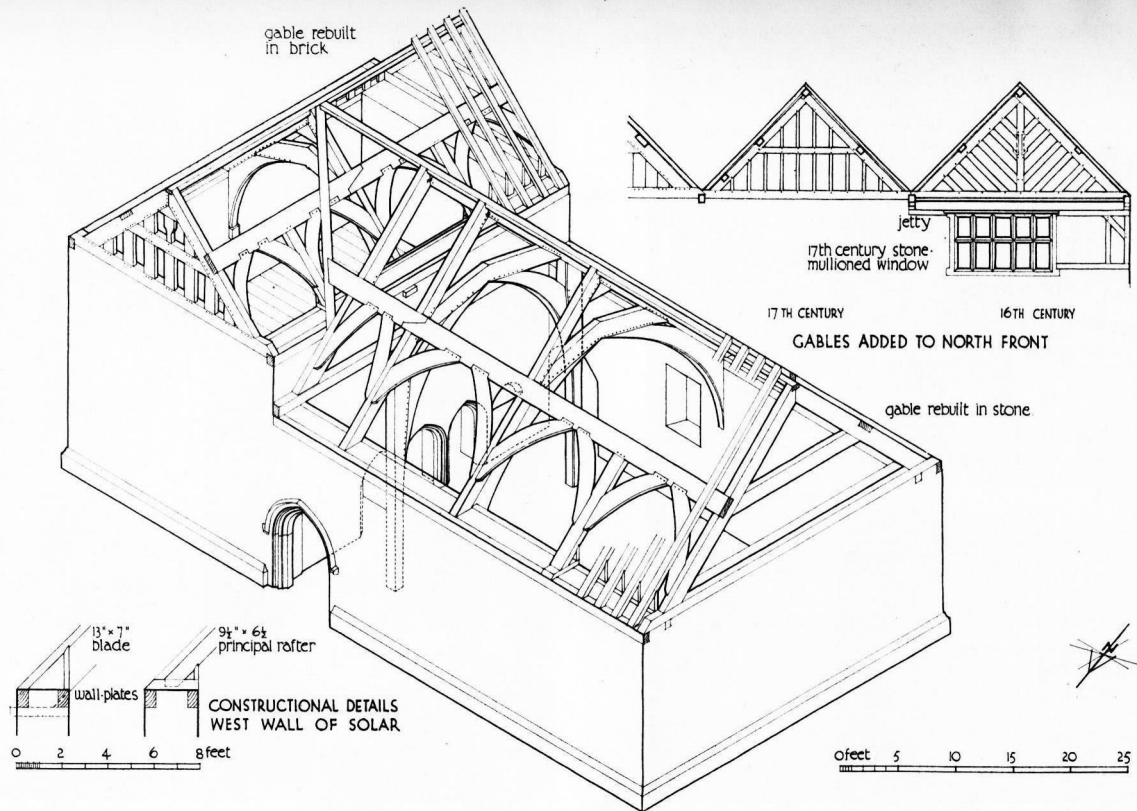 gable rebuilt
in brick
jetty
17th century stone-
mullioned window
17TH CENTURY
16TH CENTURY
GABLES ADDED TO NORTH FRONT
gable rebuilt in stone
13" × 7"
blade
9½" × 6½
principal rafter
wall-plates
CONSTRUCTIONAL DETAILS
WEST WALL OF SOLAR
0 2 4 6 8 feet
N
0 feet 5 10 15 20 25